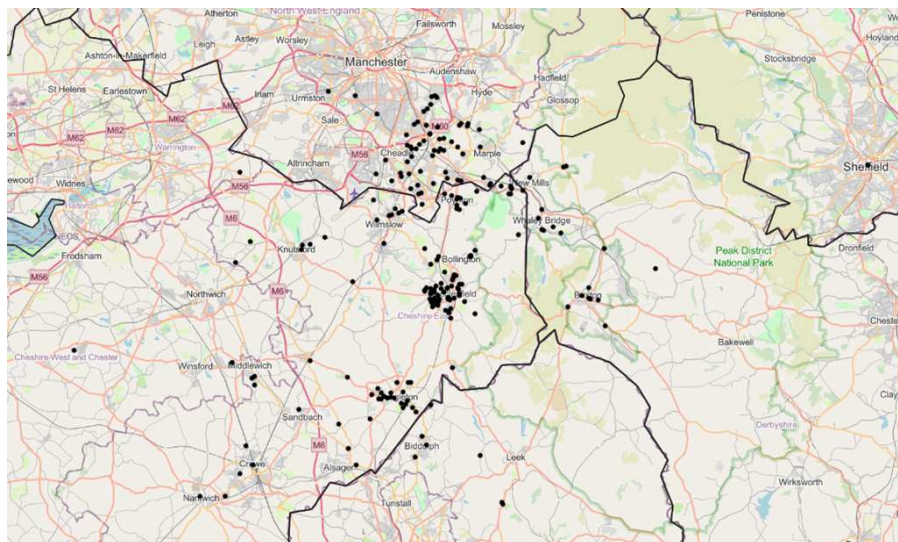 North West England
Atherton
Worsley
Failsworth
Mossley
Penistone
Leigh
Astley
Hoyland
Ashton-in-Makerfield
Manchester
Stocksbridge
St Helens
Earlestown
M62
Irlam
Urmston
Audenshaw
Hyde
Hadfield
Glossop
M62
M62
Sale
M60
Warrington
Altrincham
M56
Marple
Sheffield
Widnes
M56
New Mills
M6
Wilmslow
Whaley Bridge
Frodsham
Knutsford
Dronfield
M56
Bollington
Peak District
National Park
Northwich
M6
Buxton
Cheshire East
Bakewell
Cheshire West and Chester
Winsford
Middlewich
Sandbach
M6
Biddulph
Derbyshire
Crewe
Alsager
Leek
Nantwich
Tunstall
Wirksworth